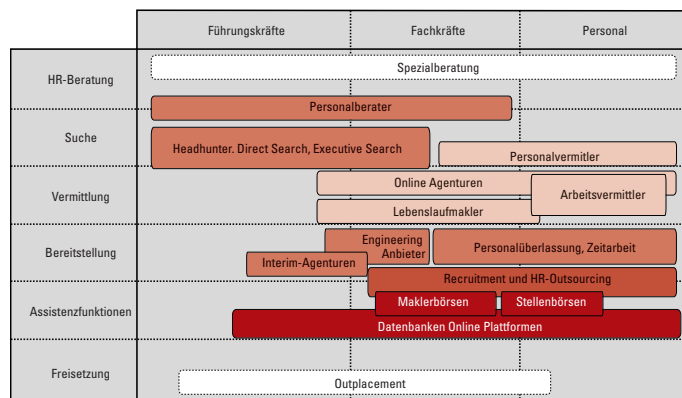 Führungskräfte
Fachkräfte
Personal
HR-Beratung
Spezialberatung
Personalberater
Suche
Headhunter. Direct Search, Executive Search
Personalvermitler
Vermittlung
Online Agenturen
Arbeitsvermittler
Lebenslaufmakler
Bereitstellung
Engineering
Anbieter
Personalüberlassung, Zeitarbeit
Interim-Agenturen
Recruitment und HR-Outsourcing
Assistenzfunktionen
Maklerbörsen
Stellenbörsen
Datenbanken Online Plattformen
Freisetzung
Outplacement